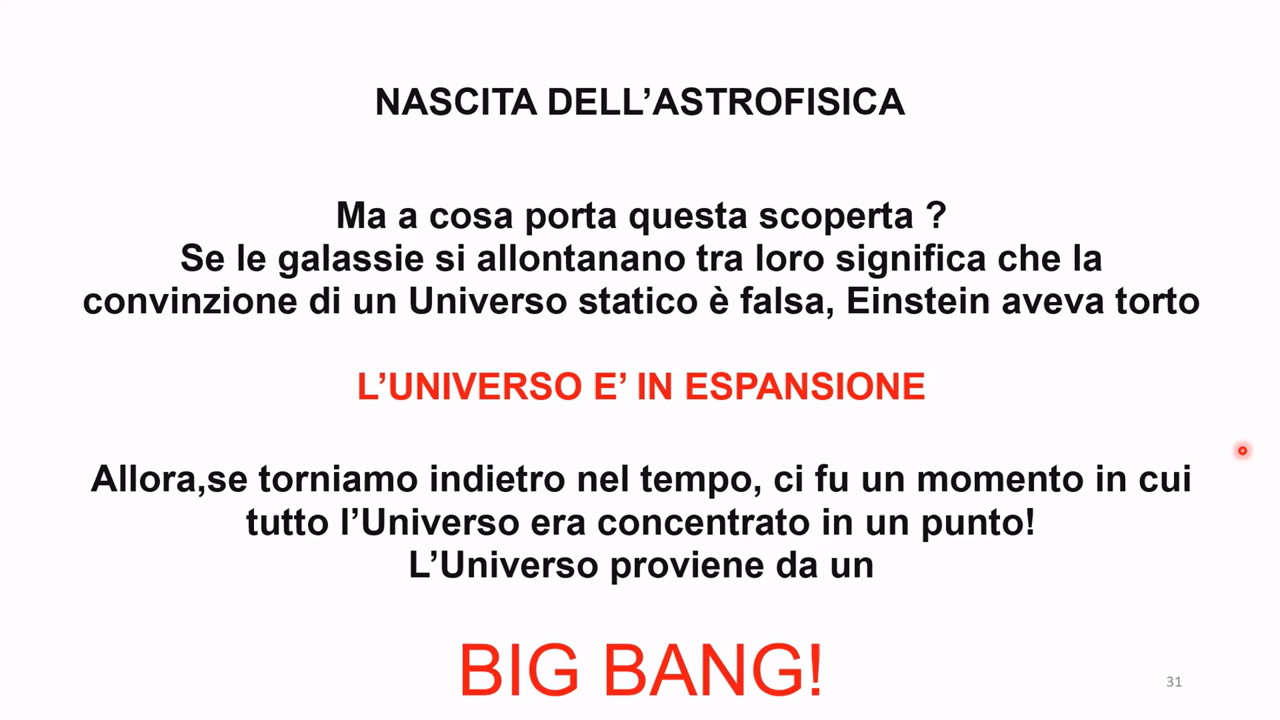 NASCITA DELL’ASTROFISICA
Ma a cosa porta questa scoperta ?
Se le galassie si allontanano tra loro significa che la
convinzione di un Universo statico è falsa, Einstein aveva torto
L’UNIVERSO E’ IN ESPANSIONE
Allora,se torniamo indietro nel tempo, ci fu un momento in cui
tutto l’Universo era concentrato in un punto!
L’Universo proviene da un
BIG BANG!
31